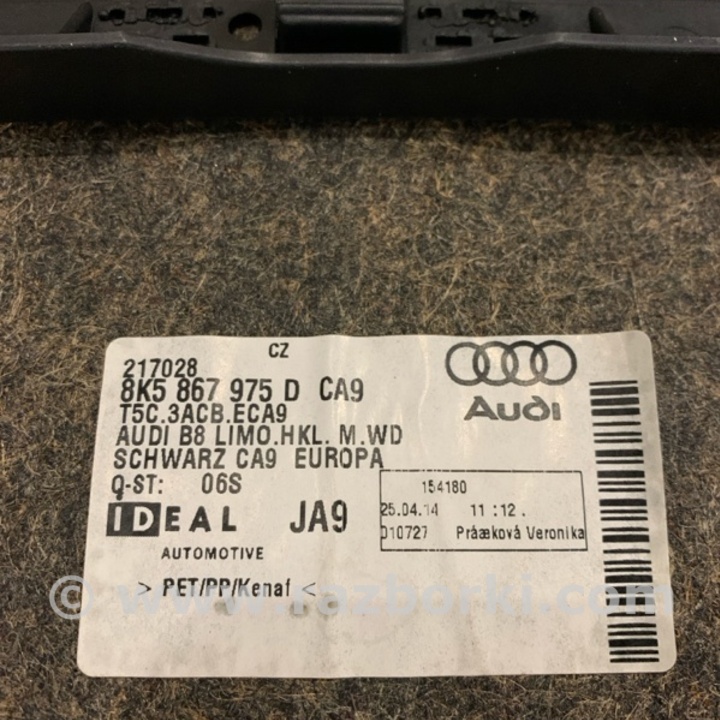 CZ
217028
8K5 867 975 D CA9
T5C.3ACB.ECA9
AUDI B8 LIMO.HKL. M.WD
SCHWARZ CA9 EUROPA
Q-ST: 06S
IDEAL JA9
AUTOMOTIVE
> PET/PP/Kenaf <
Audi
154180
25.04.14 11:12.
010727 Práæková Veronika
© www.razborki.com